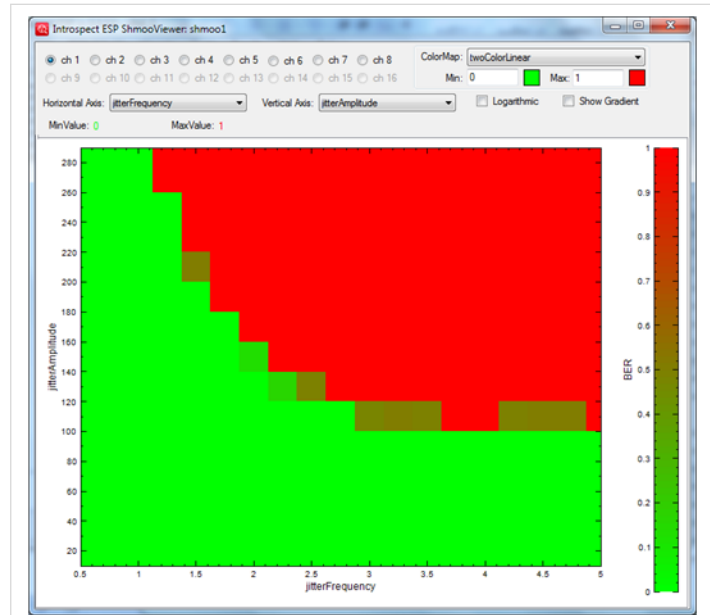 Introspect ESP ShmooViewer: shmoo1
ch 1 ch 2 ch 3 ch 4 ch 5 ch 6 ch 7 ch 8
ch 9 ch 10 ch 11 ch 12 ch 13 ch 14 ch 15 ch 16
ColorMap: twoColorLinear
Min: 0 Max: 1
Horizontal Axis: jitterFrequency Vertical Axis: jitterAmplitude Logarithmic Show Gradient
MinValue: 0 MaxValue: 1
jitterAmplitude
280
260
240
220
200
180
160
140
120
100
80
60
40
20
0.5 1 1.5 2 2.5 3 3.5 4 4.5 5
jitterFrequency
BER
1
0.9
0.8
0.7
0.6
0.5
0.4
0.3
0.2
0.1
0